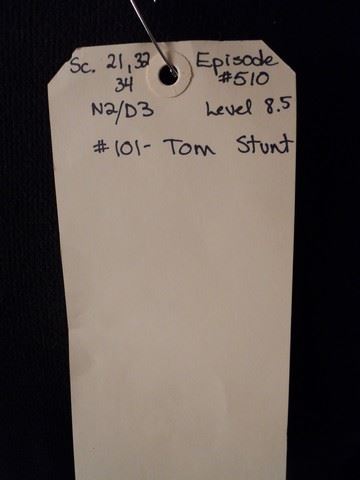 Sc. 21, 32 Episode
34 #510
N2/D3 Level 8.5
#101- Tom Stunt